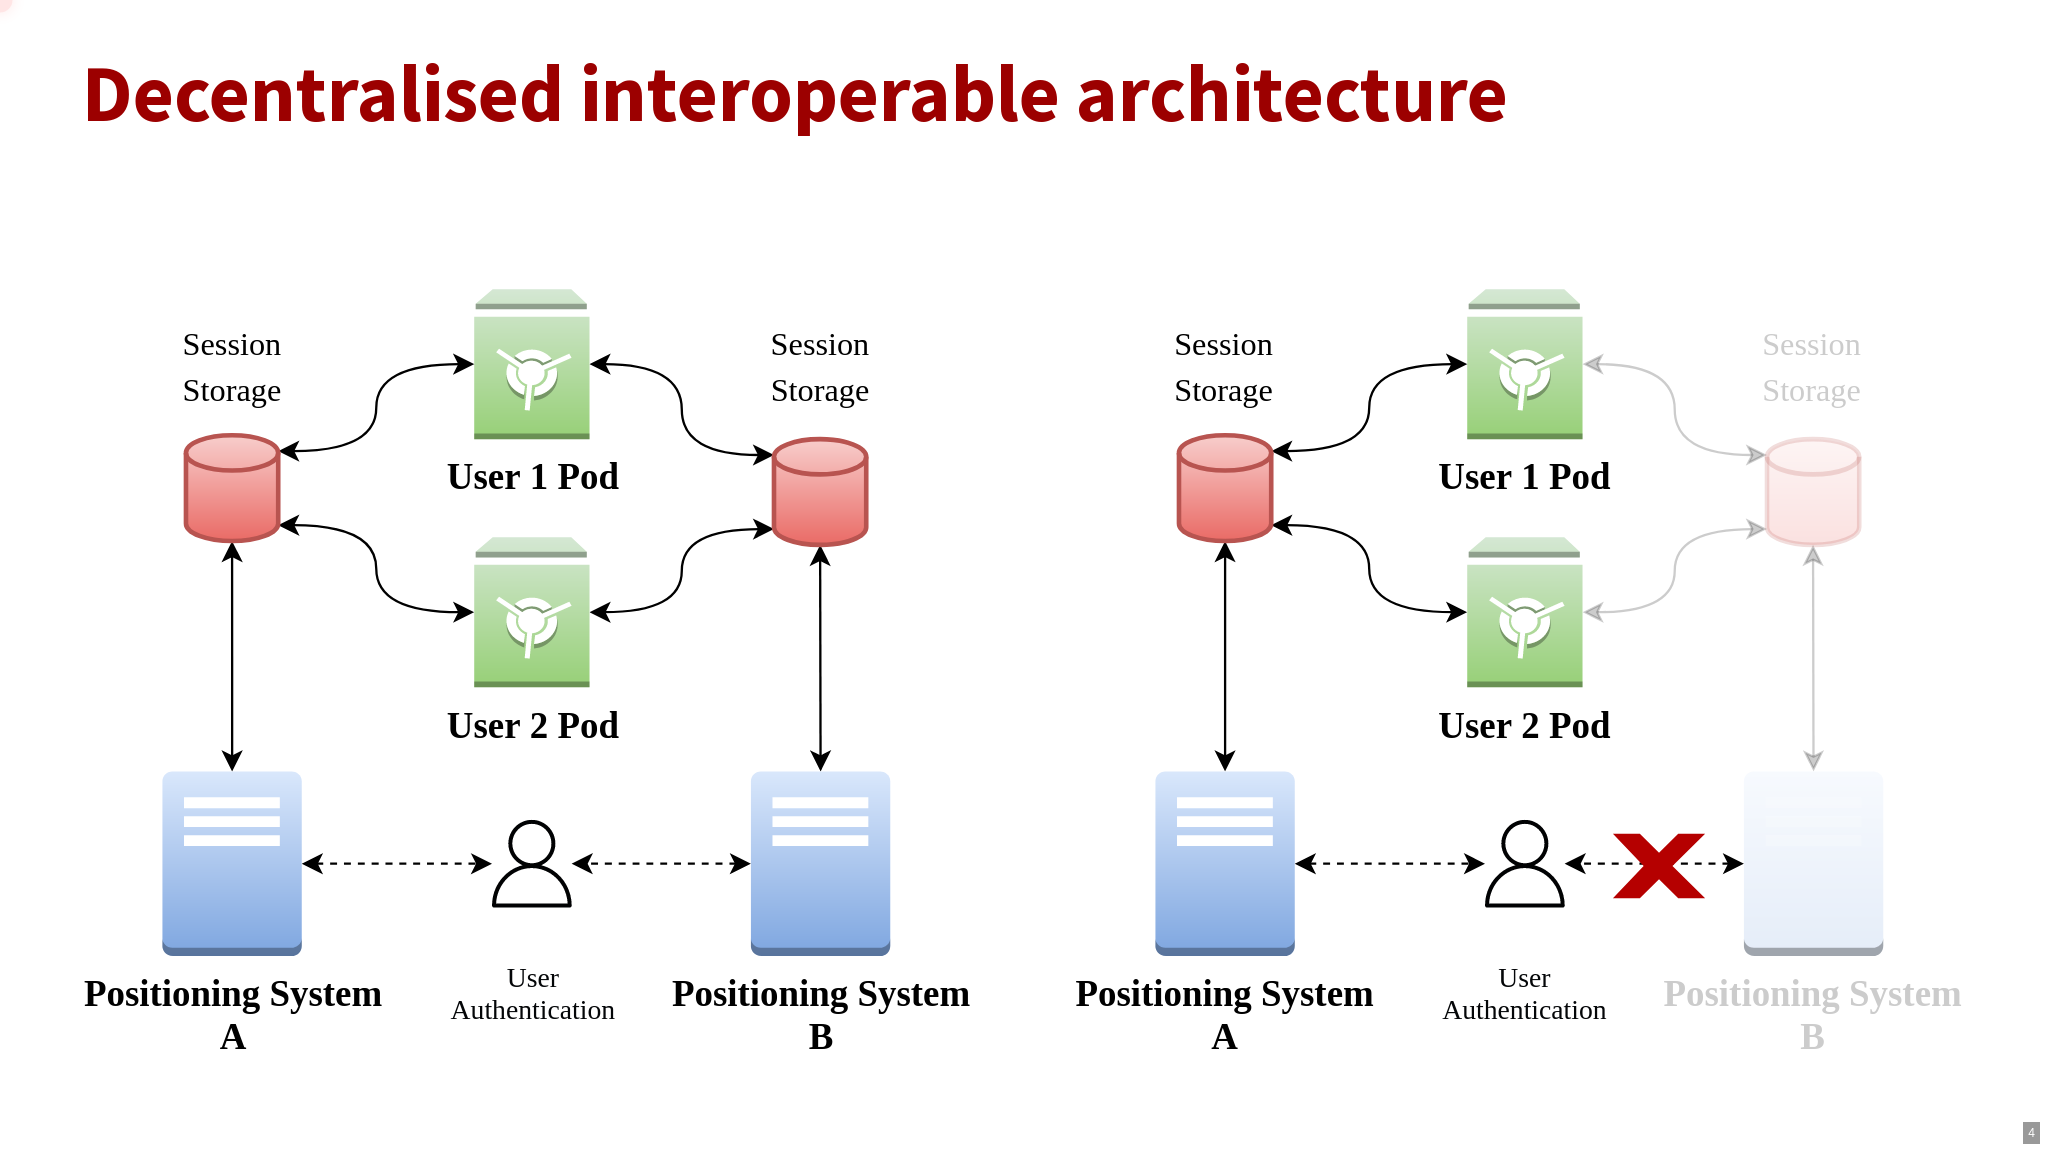 Decentralised interoperable architecture
Session
Storage
User 1 Pod
Session
Storage
User 2 Pod
Positioning System
A
User
Authentication
Positioning System
B
Session
Storage
User 1 Pod
Session
Storage
User 2 Pod
Positioning System
A
User
Authentication
Positioning System
B
4